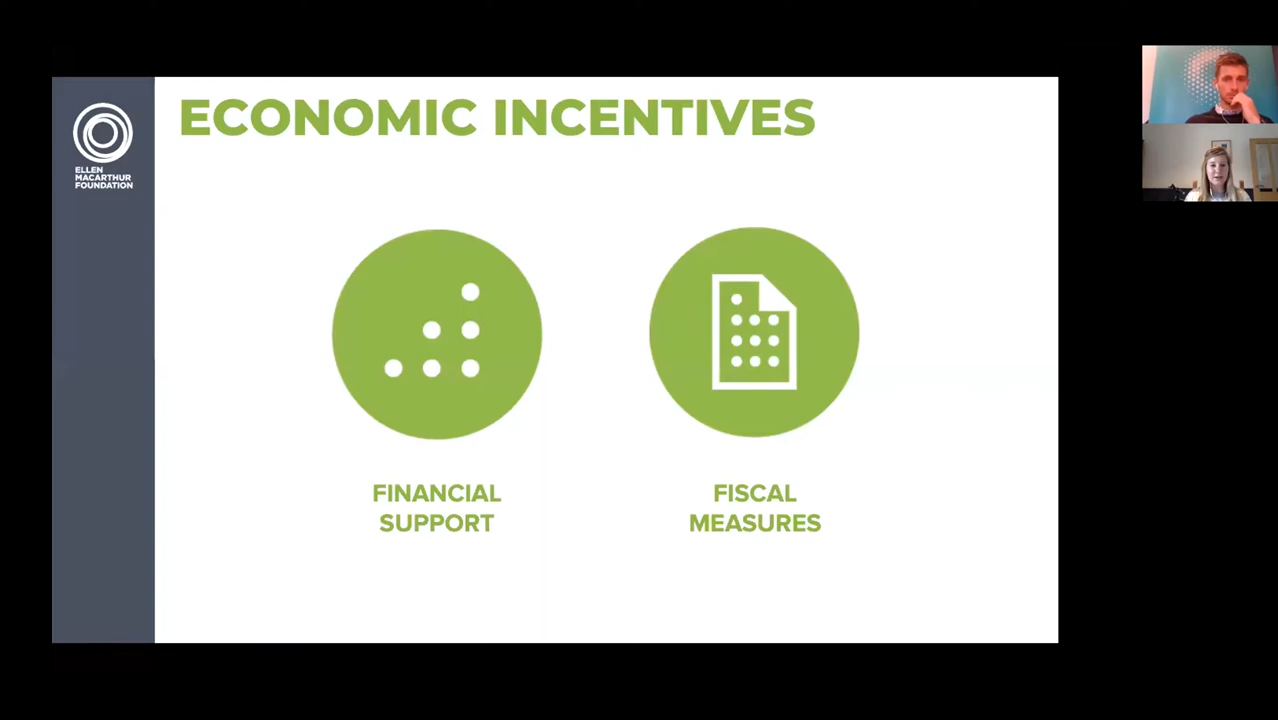 ECONOMIC INCENTIVES
ELLEN
MACARTHUR
FOUNDATION
FINANCIAL
SUPPORT
FISCAL
MEASURES